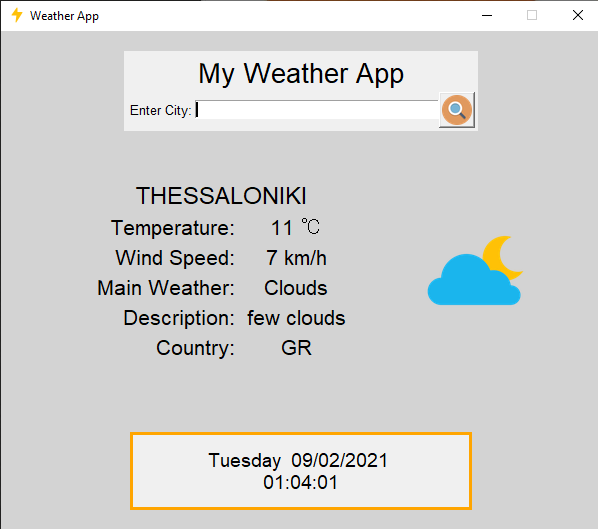 Weather App
My Weather App
Enter City:
THESSALONIKI
Temperature: 11 ℃
Wind Speed: 7 km/h
Main Weather: Clouds
Description: few clouds
Country: GR
Tuesday 09/02/2021
01:04:01